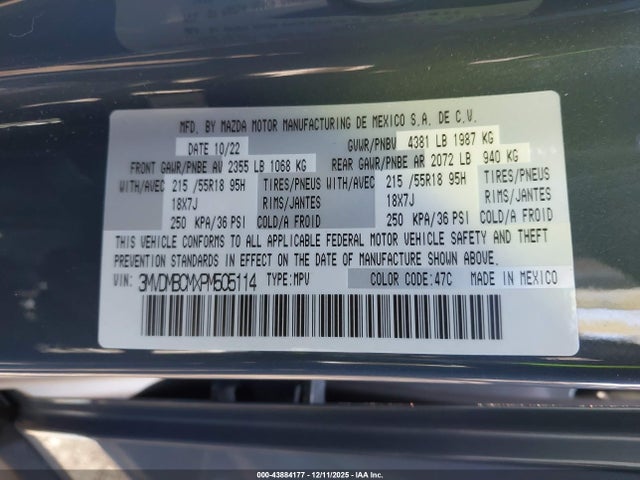 MFD. BY MAZDA MOTOR MANUFACTURING DE MEXICO S.A. DE C.V.
DATE 10/22 GVWR/PNBV 4381 LB 1987 KG
FRONT GAWR/PNBE AV 2355 LB 1068 KG REAR GAWR/PNBE AR 2072 LB 940 KG
WITH/AVEC 215 /55R18 95H TIRES/PNEUS WITH/AVEC 215 /55R18 95H TIRES/PNEUS
18X7J RIMS/JANTES 18X7J RIMS/JANTES
250 KPA/36 PSI COLD/A FROID 250 KPA/36 PSI COLD/A FROID
THIS VEHICLE CONFORMS TO ALL APPLICABLE FEDERAL MOTOR VEHICLE SAFETY AND THEFT
PREVENTION STANDARDS IN EFFECT ON THE DATE OF MANUFACTURE SHOWN ABOVE.
VIN: 3MVDMBCMXPM505114 TYPE: MPV COLOR CODE: 47C MADE IN MEXICO
000-43884177 - 12/11/2025 - IAA Inc.